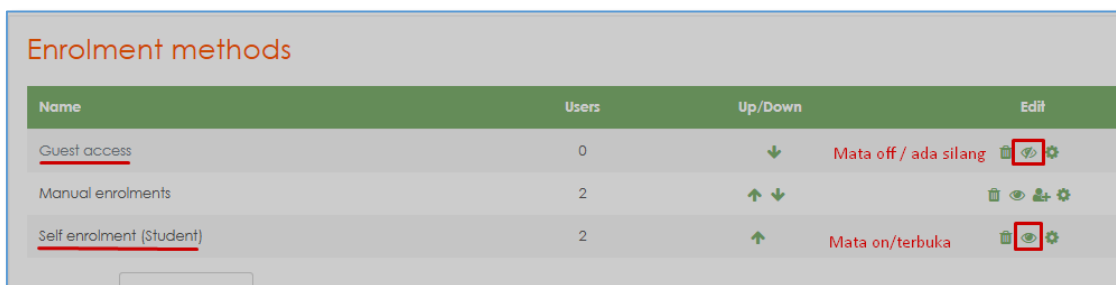 Enrolment methods
Name Users Up/Down Edit
Guest access 0 Mata off / ada silang
Manual enrolments 2
Self enrolment (Student) 2 Mata on/terbuka